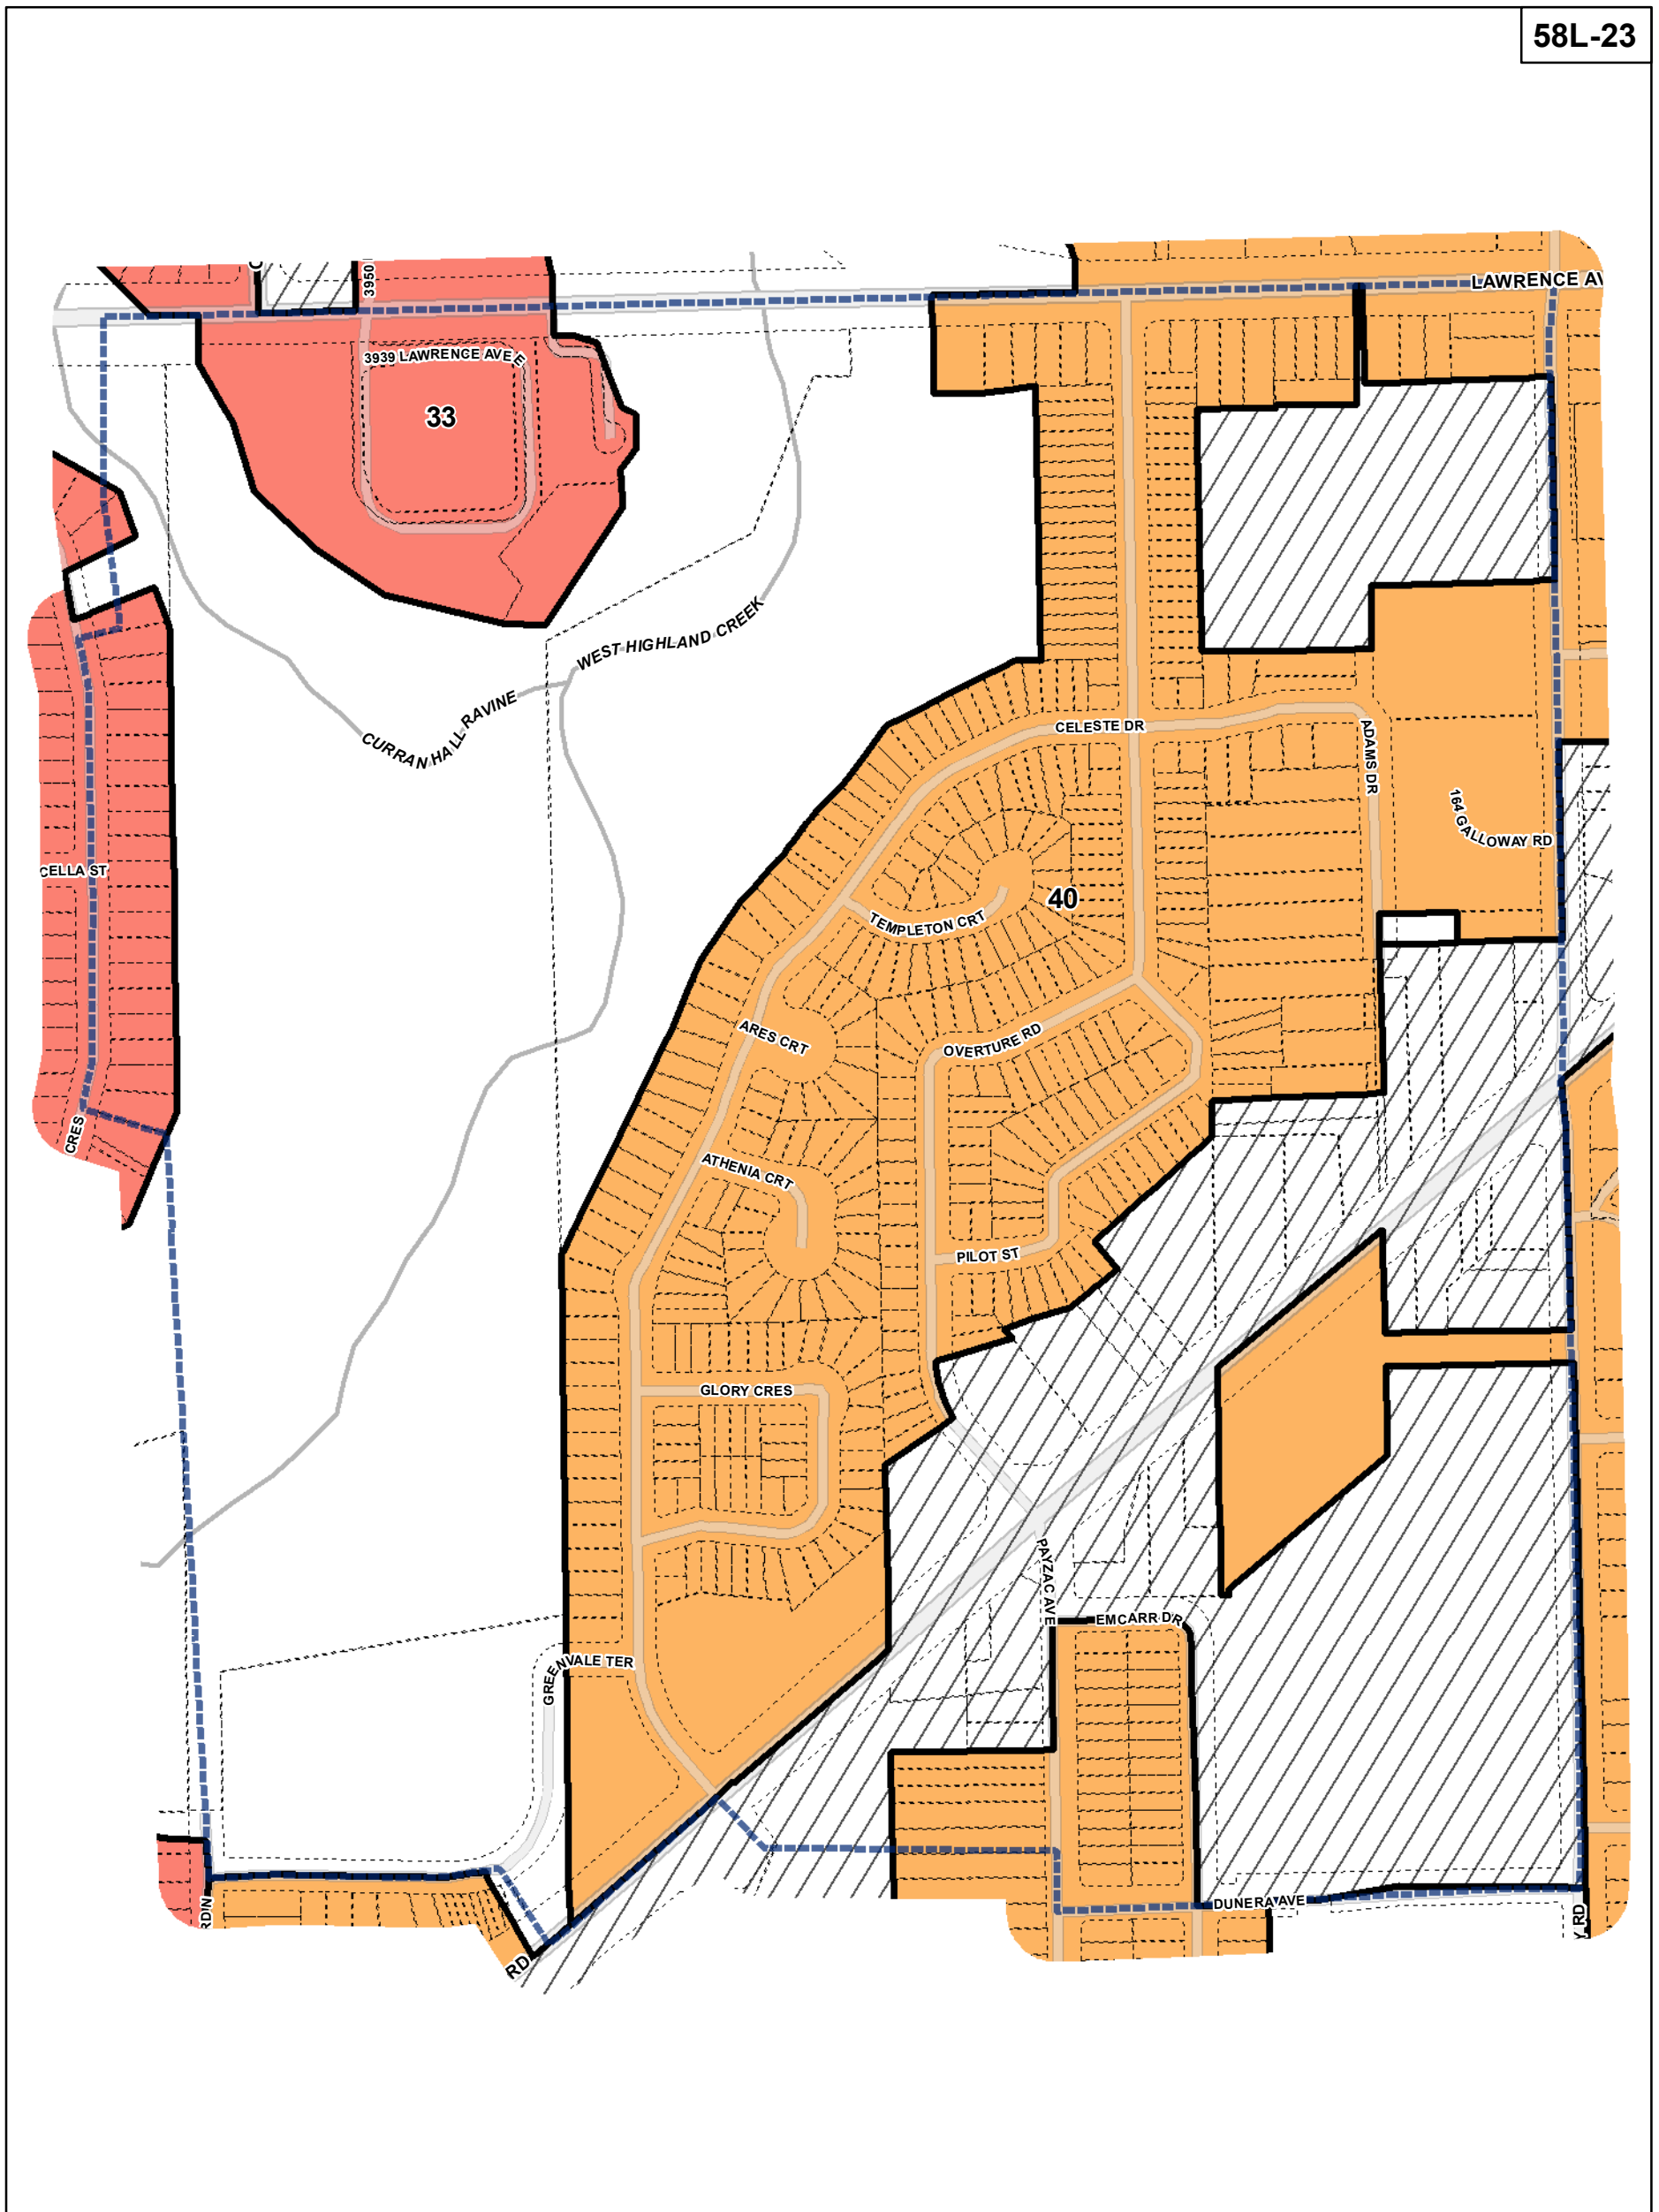 58L-23
3950
LAWRENCE AV
3939 LAWRENCE AVE E
33
WEST HIGHLAND CREEK
CURRAN HALL RAVINE
CELESTE DR
ADAMS DR
164 GALLOWAY RD
CELLA ST
40
TEMPLETON CRT
ARES CRT
OVERTURE RD
CRES
ATHENIA CRT
PILOT ST
GLORY CRES
PAYZAC AVE
EMCARR DR
GREENVALE TER
DUNERA AVE
RDN
Y RD
RD